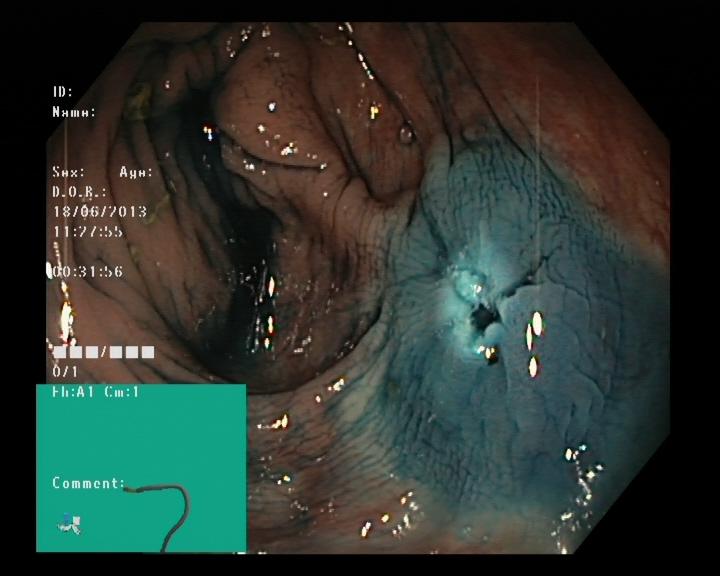 ID:
Name:
Sex: Age:
D.O.B.:
18/06/2013
11:27:55
00:31:56
■■■/■■■
0/1
Eh:A1 Cm:1
Comment: